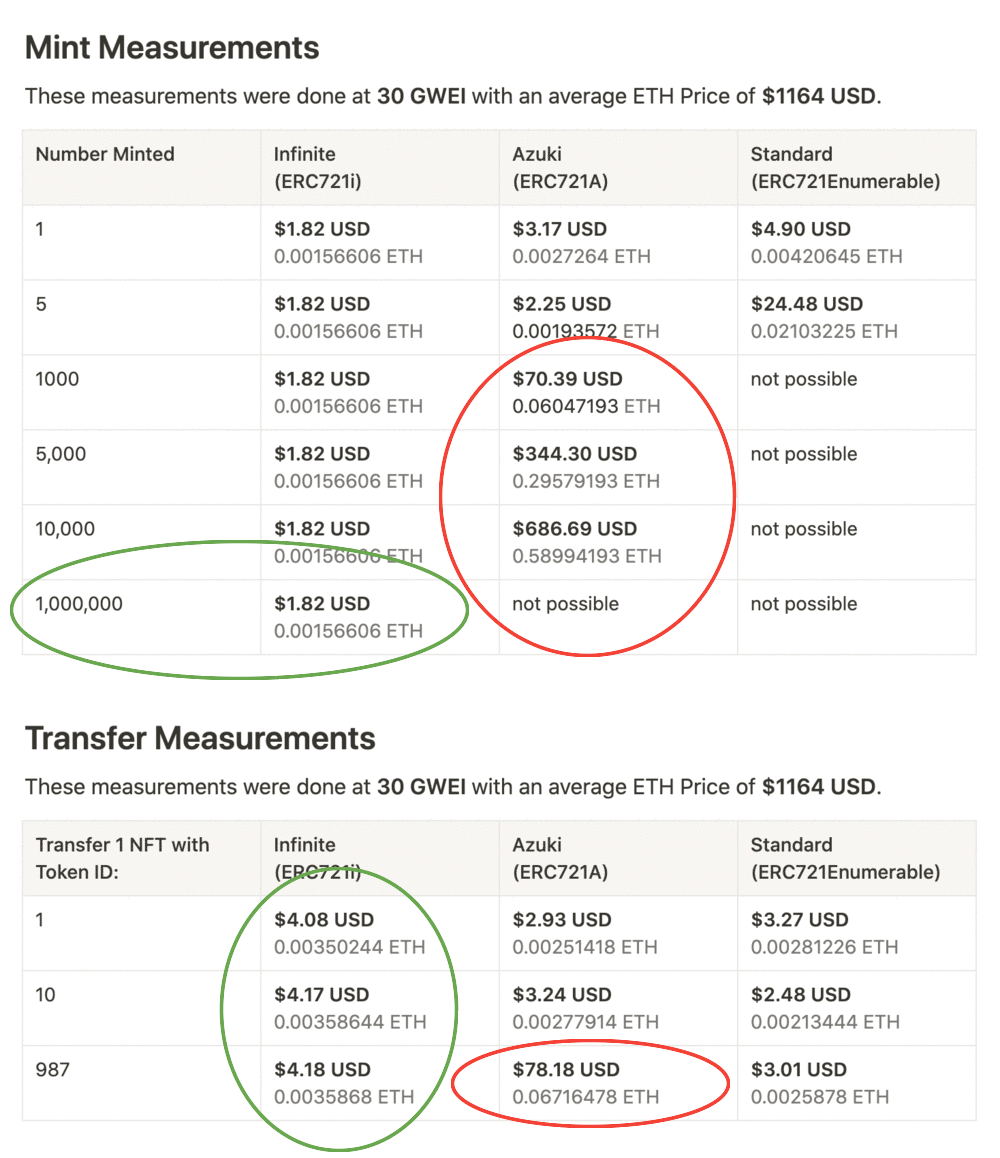 Mint Measurements
These measurements were done at 30 GWEI with an average ETH Price of $1164 USD.
Number Minted
Infinite
(ERC721i)
Azuki
(ERC721A)
Standard
(ERC721Enumerable)
1
$1.82 USD
0.00156606 ETH
$3.17 USD
0.0027264 ETH
$4.90 USD
0.00420645 ETH
5
$1.82 USD
0.00156606 ETH
$2.25 USD
0.00193572 ETH
$24.48 USD
0.02103225 ETH
1000
$1.82 USD
0.00156606 ETH
$70.39 USD
0.06047193 ETH
not possible
5,000
$1.82 USD
0.00156606 ETH
$344.30 USD
0.29579193 ETH
not possible
10,000
$1.82 USD
0.00156606 ETH
$686.69 USD
0.58994193 ETH
not possible
1,000,000
$1.82 USD
0.00156606 ETH
not possible
not possible
Transfer Measurements
These measurements were done at 30 GWEI with an average ETH Price of $1164 USD.
Transfer 1 NFT with
Token ID:
Infinite
(ERC721i)
Azuki
(ERC721A)
Standard
(ERC721Enumerable)
1
$4.08 USD
0.00350244 ETH
$2.93 USD
0.00251418 ETH
$3.27 USD
0.00281226 ETH
10
$4.17 USD
0.00358644 ETH
$3.24 USD
0.00277914 ETH
$2.48 USD
0.00213444 ETH
987
$4.18 USD
0.0035868 ETH
$78.18 USD
0.06716478 ETH
$3.01 USD
0.0025878 ETH